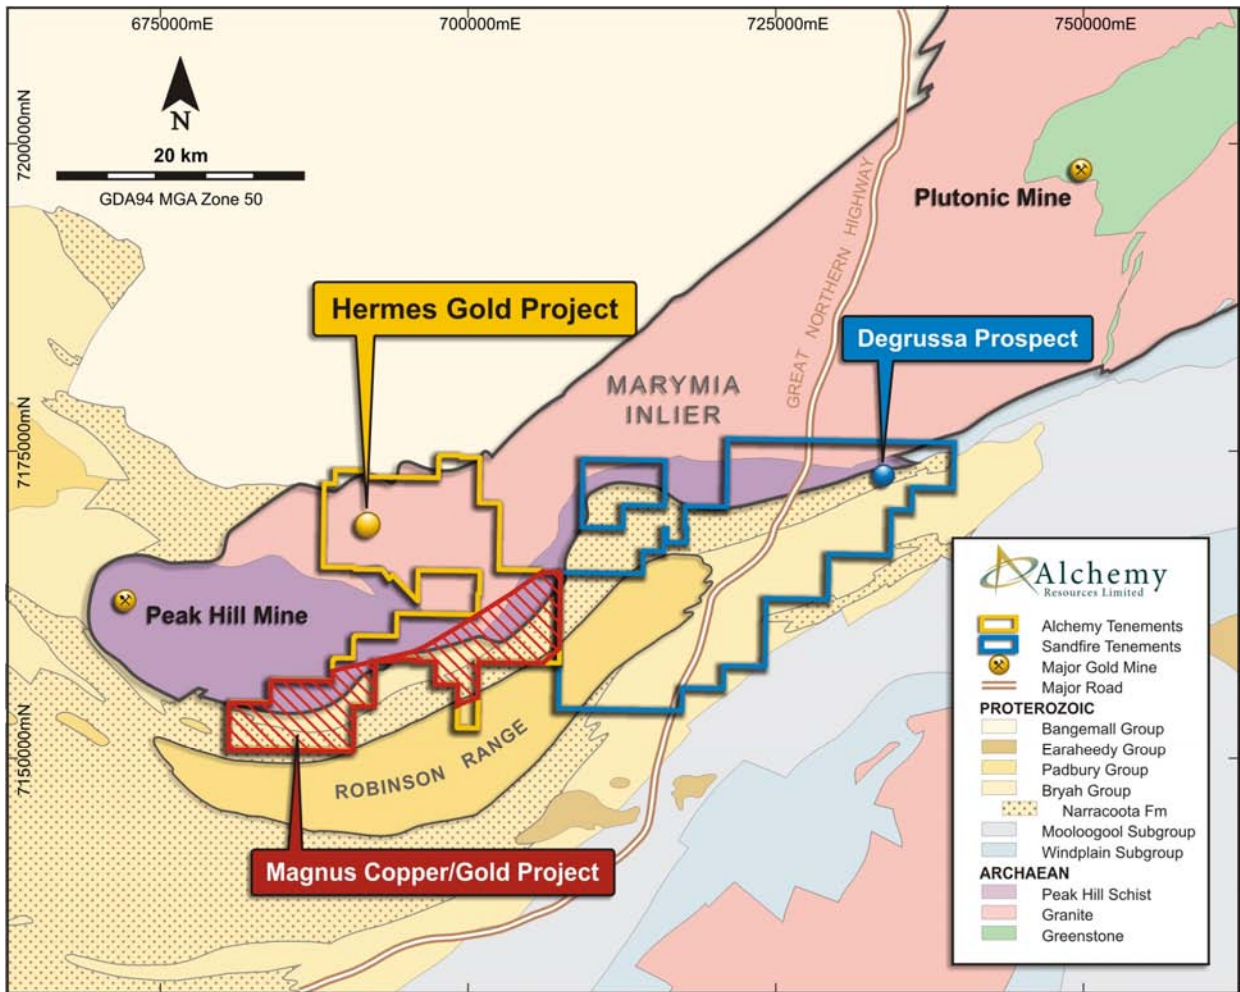 675000mE
700000mE
725000mE
750000mE
7200000mN
7175000mN
7150000mN
N
20 km
GDA94 MGA Zone 50
Plutonic Mine
GREAT NORTHERN HIGHWAY
Hermes Gold Project
Degrussa Prospect
MARYMIA
INLIER
Peak Hill Mine
ROBINSON RANGE
Magnus Copper/Gold Project
Alchemy
Resources Limited
Alchemy Tenements
Sandfire Tenements
Major Gold Mine
Major Road
PROTEROZOIC
Bangemall Group
Earaheedy Group
Padbury Group
Bryah Group
Narracoota Fm
Mooloogool Subgroup
Windplain Subgroup
ARCHAEAN
Peak Hill Schist
Granite
Greenstone